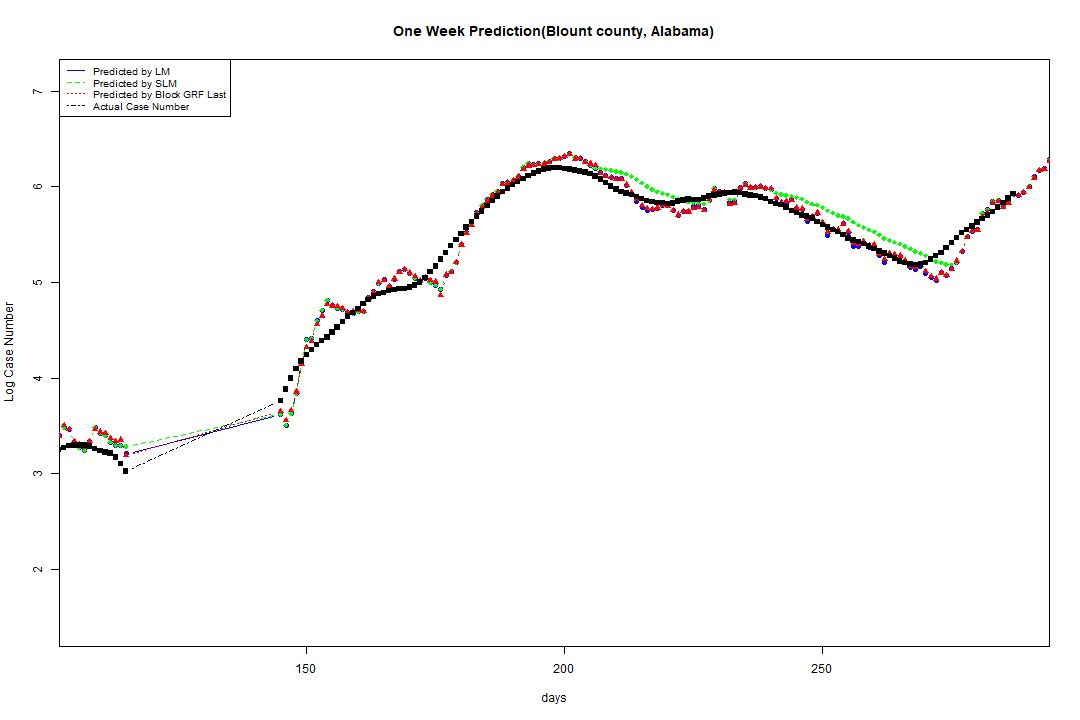 One Week Prediction(Blount county, Alabama)
Predicted by LM
Predicted by SLM
Predicted by Block GRF Last
Actual Case Number
7
6
5
4
3
2
Log Case Number
150
200
250
days